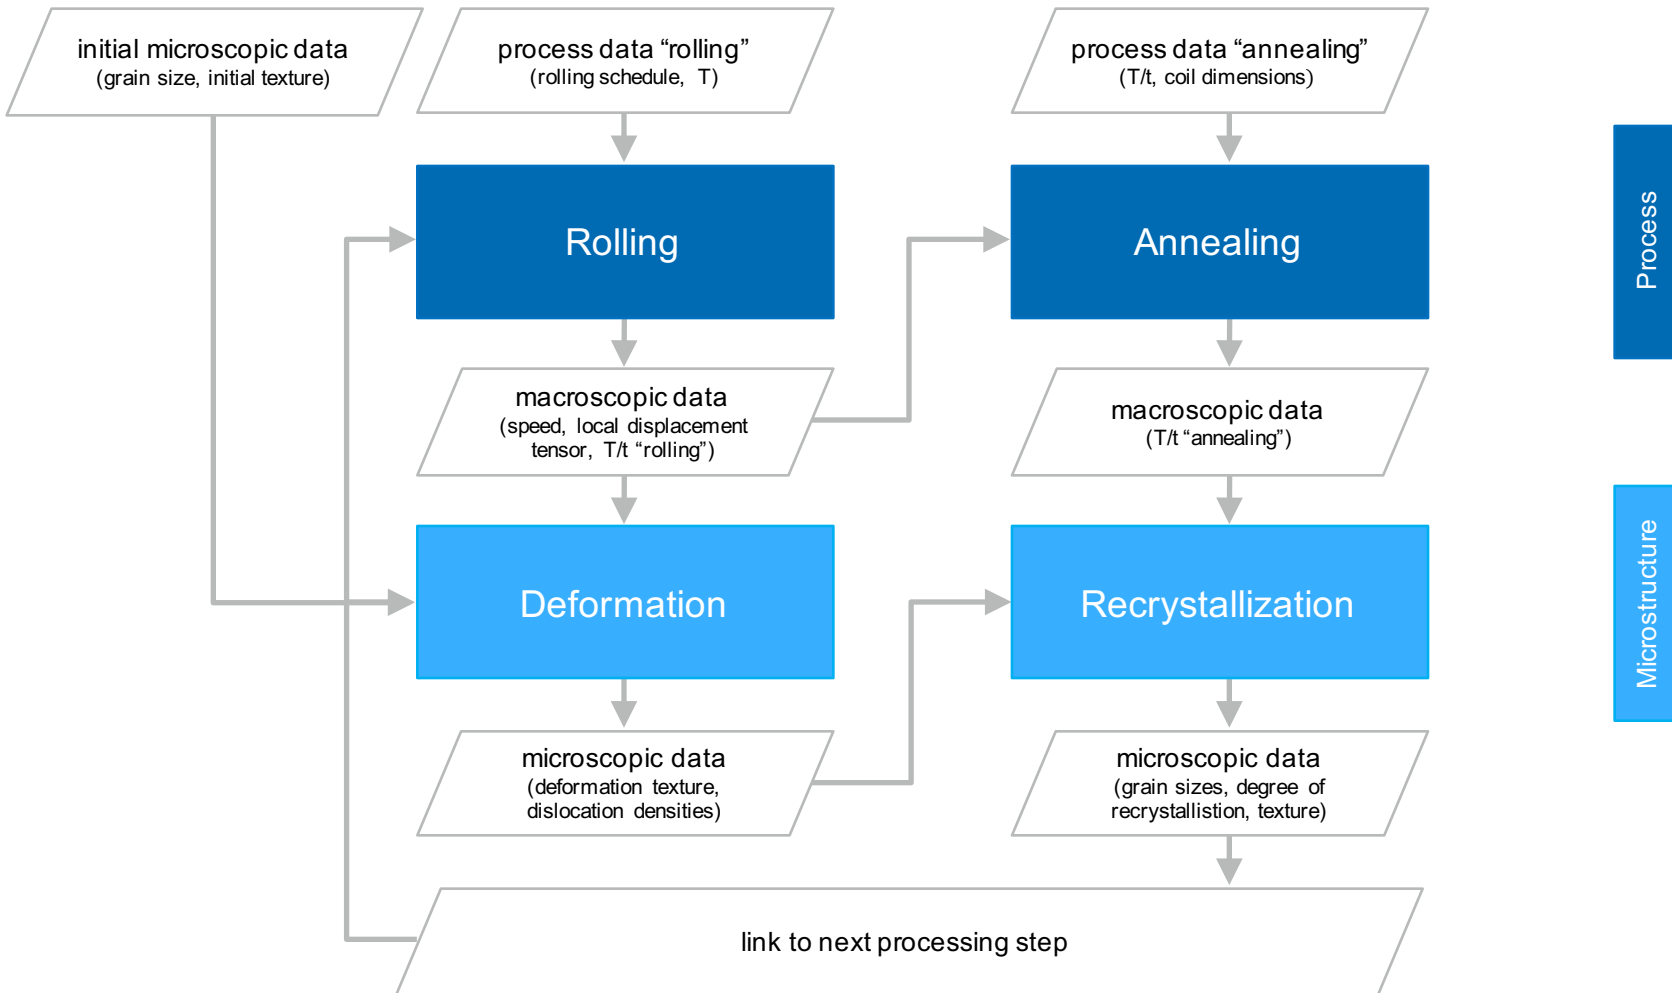 initial microscopic data
(grain size, initial texture)
process data “rolling”
(rolling schedule, T)
process data “annealing”
(T/t, coil dimensions)
Rolling
Annealing
Process
macroscopic data
(speed, local displacement
tensor, T/t “rolling”)
macroscopic data
(T/t “annealing”)
Deformation
Recrystallization
Microstructure
microscopic data
(deformation texture,
dislocation densities)
microscopic data
(grain sizes, degree of
recrystallistion, texture)
link to next processing step